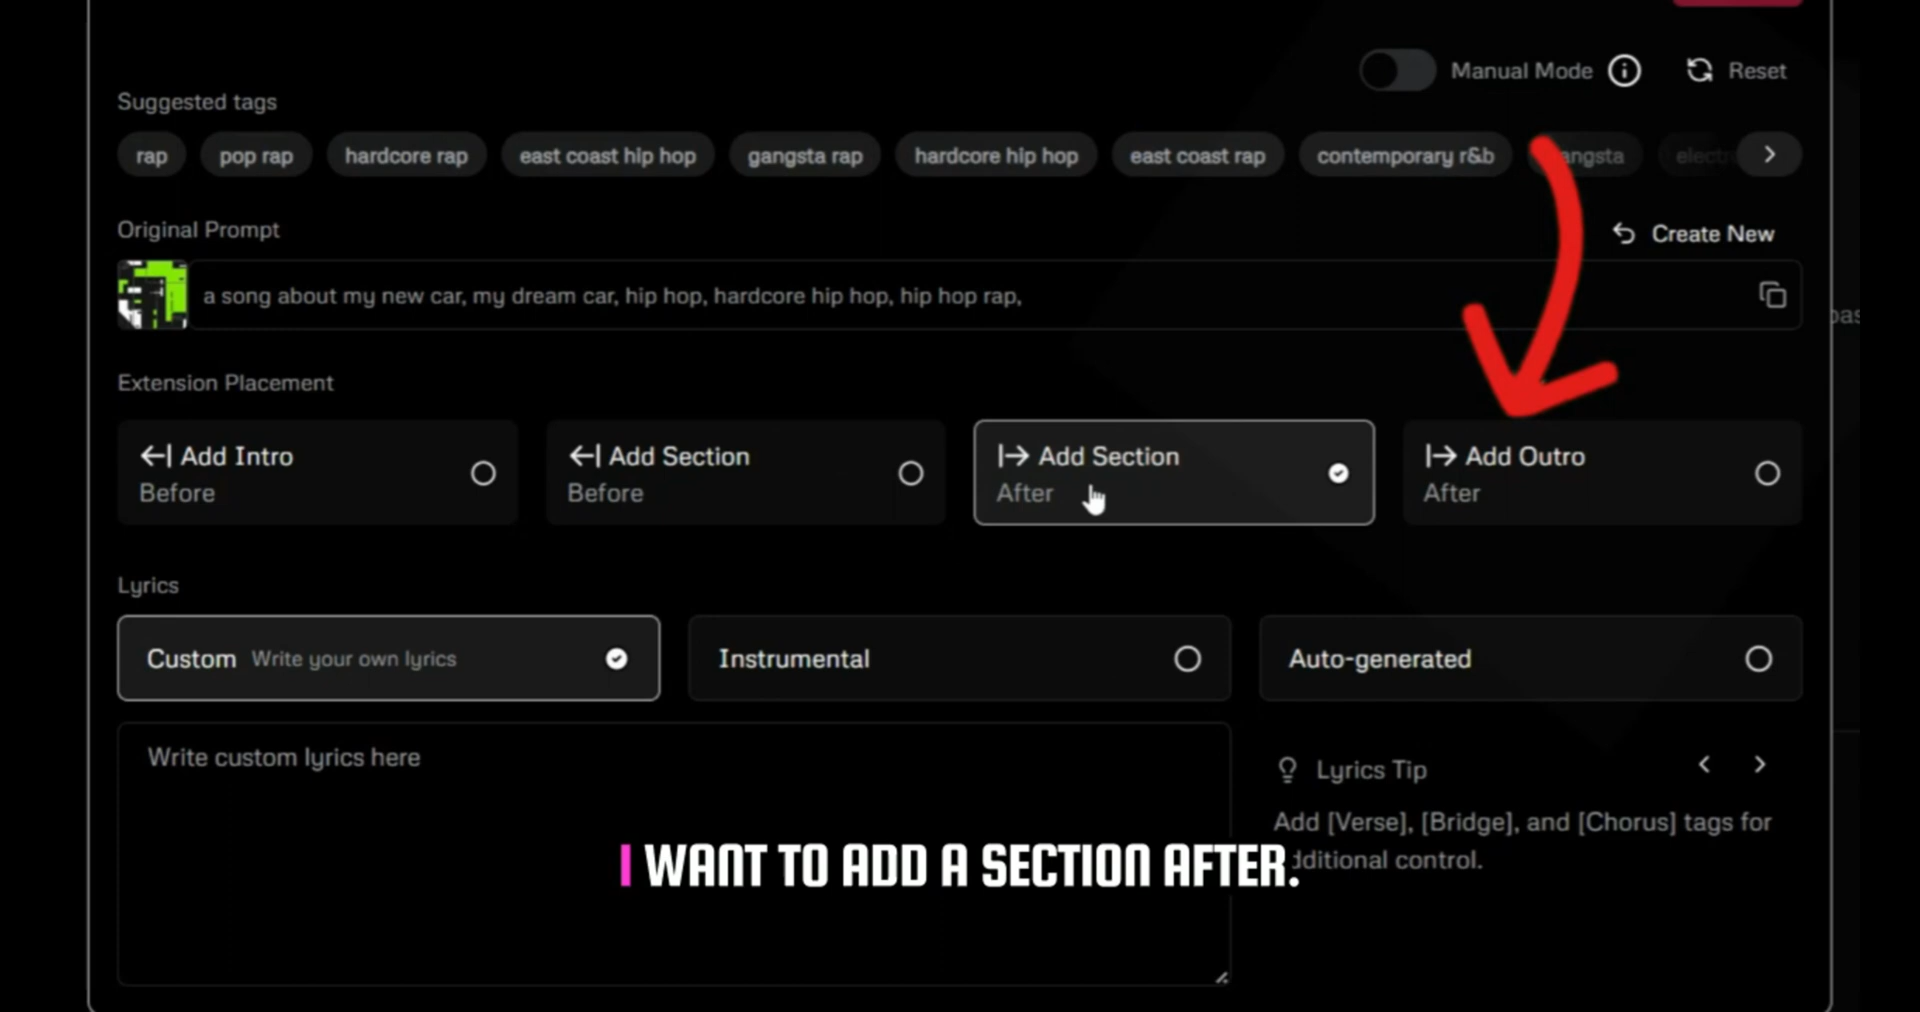 Manual Mode
Reset
Suggested tags
rap
pop rap
hardcore rap
east coast hip hop
gangsta rap
hardcore hip hop
east coast rap
contemporary r&b
Original Prompt
Create New
a song about my new car, my dream car, hip hop, hardcore hip hop, hip hop rap,
Extension Placement
Add Intro
Before
Add Section
Before
Add Section
After
Add Outro
After
Lyrics
Custom Write your own lyrics
Instrumental
Auto-generated
Write custom lyrics here
Lyrics Tip
Add [Verse], [Bridge], and [Chorus] tags for
control.
I WANT TO ADD A SECTION AFTER.